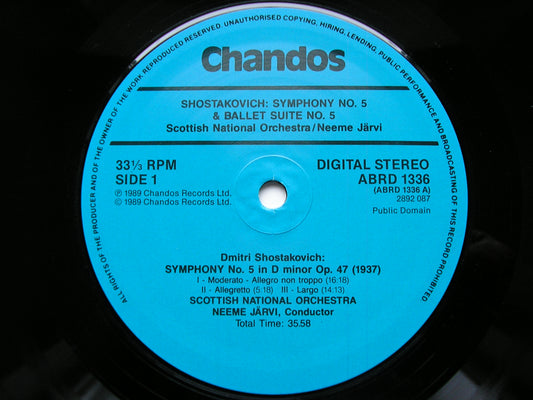 ALL RIGHTS OF THE PRODUCER AND OF THE OWNER OF THE WORK REPRODUCED RESERVED. UNAUTHORISED COPYING, HIRING, LENDING, PUBLIC PERFORMANCE AND BROADCASTING OF THIS RECORD PROHIBITED
Chandos
SHOSTAKOVICH: SYMPHONY NO. 5
& BALLET SUITE NO. 5
Scottish National Orchestra/Neeme Järvi
33⅓ RPM
SIDE 1
℗ 1989 Chandos Records Ltd.
© 1989 Chandos Records Ltd.
DIGITAL STEREO
ABRD 1336
(ABRD 1336 A)
2892 087
Public Domain
Dmitri Shostakovich:
SYMPHONY No. 5 in D minor Op. 47 (1937)
I - Moderato - Allegro non troppo (16:18)
II - Allegretto (5.18) III - Largo (14:13)
SCOTTISH NATIONAL ORCHESTRA
NEEME JÄRVI, Conductor
Total Time: 35.58